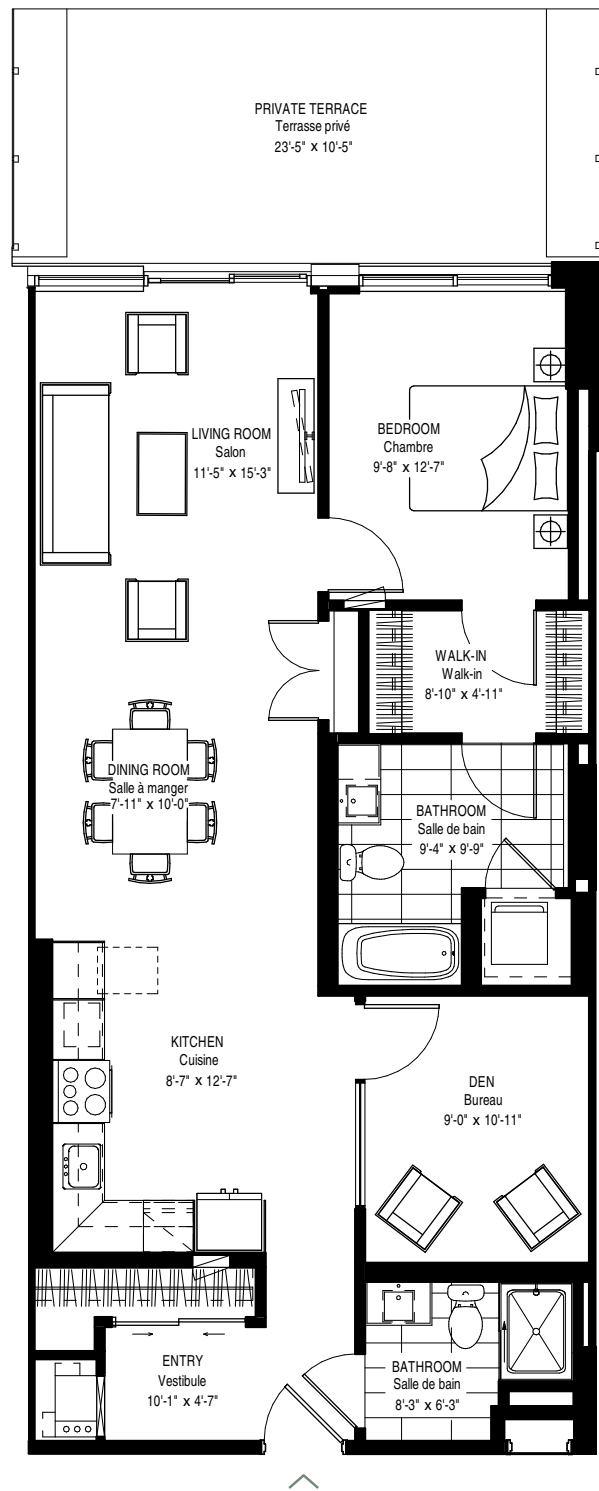 PRIVATE TERRACE
Terrasse privé
23'-5" x 10'-5"
LIVING ROOM
Salon
11'-5" x 15'-3"
BEDROOM
Chambre
9'-8" x 12'-7"
WALK-IN
Walk-in
8'-10" x 4'-11"
DINING ROOM
Salle à manger
7'-11" x 10'-0"
BATHROOM
Salle de bain
9'-4" x 9'-9"
KITCHEN
Cuisine
8'-7" x 12'-7"
DEN
Bureau
9'-0" x 10'-11"
ENTRY
Vestibule
10'-1" x 4'-7"
BATHROOM
Salle de bain
8'-3" x 6'-3"